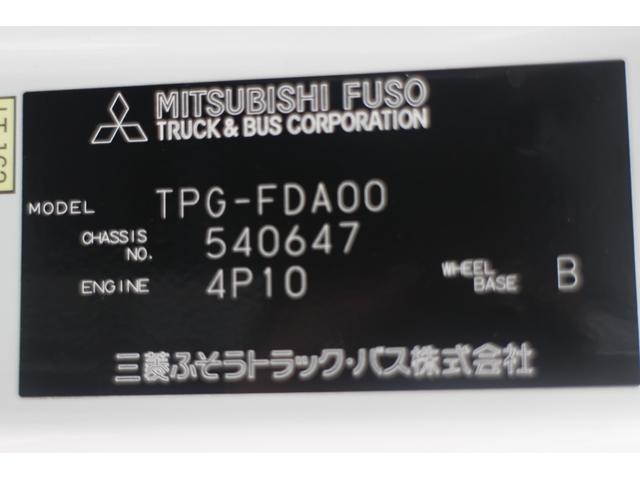 MITSUBISHI FUSO
TRUCK & BUS CORPORATION
MODEL TPG-FDA00
CHASSIS NO. 540647
ENGINE 4P10 WHEEL BASE B
三菱ふそうトラック・バス株式会社